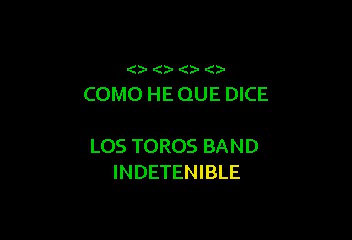 <> <> <> <>
COMO HE QUE DICE
LOS TOROS BAND
INDETENIBLE